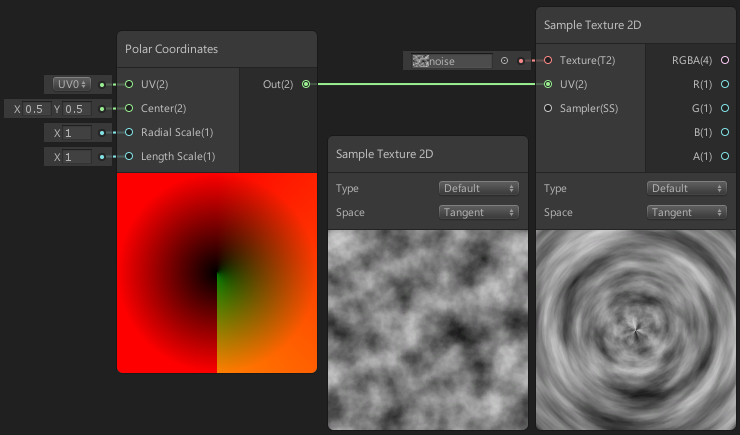 Polar Coordinates
UV0
UV(2)
Out(2)
X 0.5 Y 0.5
Center(2)
X 1
Radial Scale(1)
X 1
Length Scale(1)
Sample Texture 2D
Type
Default
Space
Tangent
Sample Texture 2D
noise
Texture(T2)
RGBA(4)
UV(2)
R(1)
Sampler(SS)
G(1)
B(1)
A(1)
Type
Default
Space
Tangent